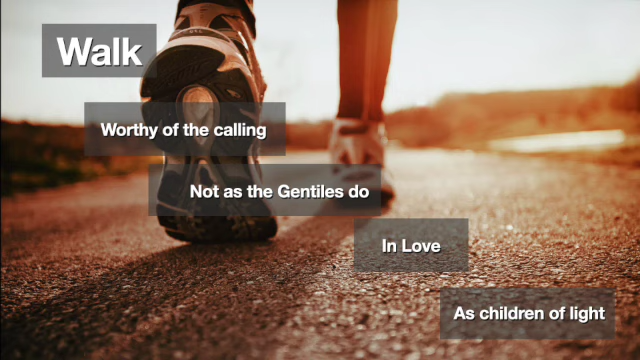 Walk
Worthy of the calling
Not as the Gentiles do
In Love
As children of light